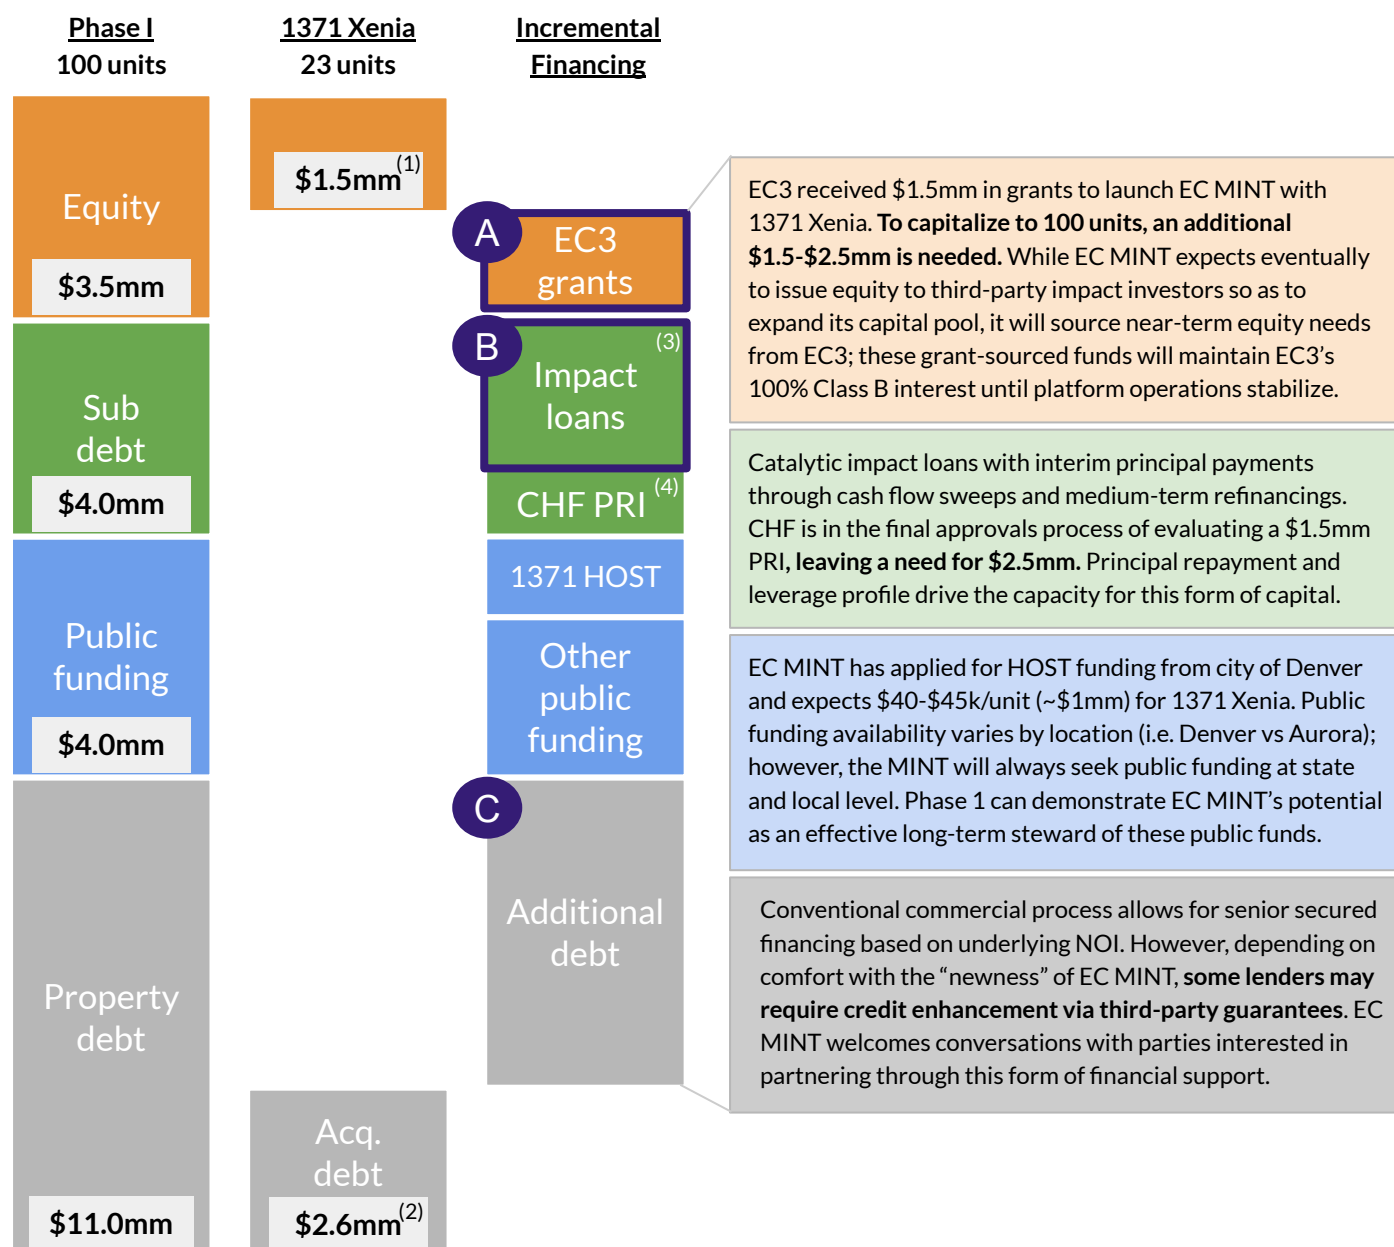 Phase I
100 units
1371 Xenia
23 units
Incremental
Financing
Equity
$3.5mm
Sub
debt
$4.0mm
Public
funding
$4.0mm
Property
debt
$11.0mm
$1.5mm(1)
Acq.
debt
$2.6mm(2)
A
EC3
grants
B
(3)
Impact
loans
CHF PRI (4)
1371 HOST
Other
public
funding
C
Additional
debt
EC3 received $1.5mm in grants to launch EC MINT with
1371 Xenia. To capitalize to 100 units, an additional
$1.5-$2.5mm is needed. While EC MINT expects eventually
to issue equity to third-party impact investors so as to
expand its capital pool, it will source near-term equity needs
from EC3; these grant-sourced funds will maintain EC3’s
100% Class B interest until platform operations stabilize.
Catalytic impact loans with interim principal payments
through cash flow sweeps and medium-term refinancings.
CHF is in the final approvals process of evaluating a $1.5mm
PRI, leaving a need for $2.5mm. Principal repayment and
leverage profile drive the capacity for this form of capital.
EC MINT has applied for HOST funding from city of Denver
and expects $40-$45k/unit (~$1mm) for 1371 Xenia. Public
funding availability varies by location (i.e. Denver vs Aurora);
however, the MINT will always seek public funding at state
and local level. Phase 1 can demonstrate EC MINT’s potential
as an effective long-term steward of these public funds.
Conventional commercial process allows for senior secured
financing based on underlying NOI. However, depending on
comfort with the “newness” of EC MINT, some lenders may
require credit enhancement via third-party guarantees. EC
MINT welcomes conversations with parties interested in
partnering through this form of financial support.